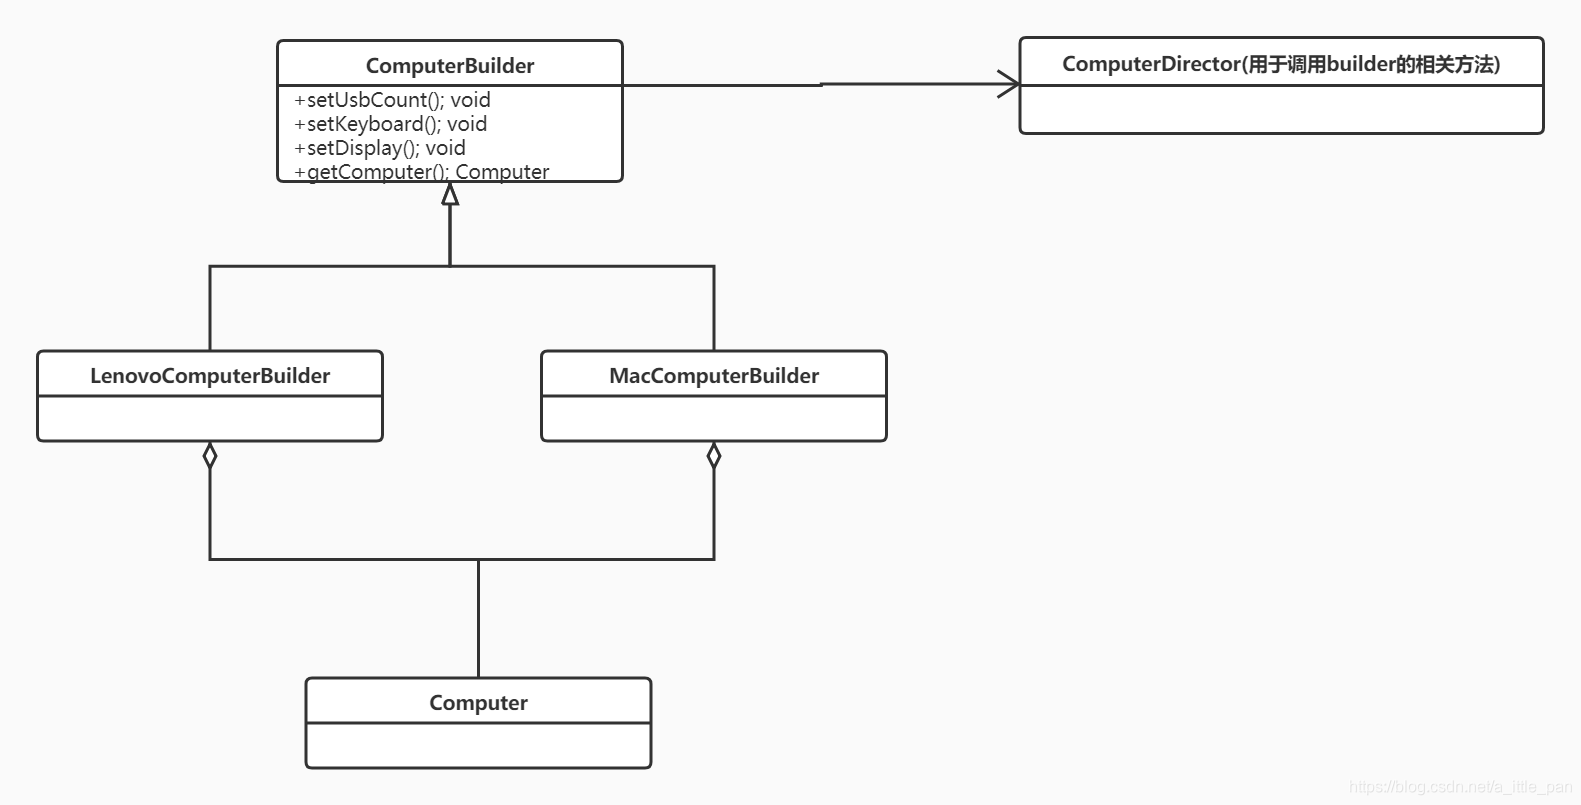 ComputerBuilder
+setUsbCount(); void
+setKeyboard(); void
+setDisplay(); void
+getComputer(); Computer
ComputerDirector(用于调用builder的相关方法)
LenovoComputerBuilder
MacComputerBuilder
Computer
https://blog.csdn.net/a_ittle_pan